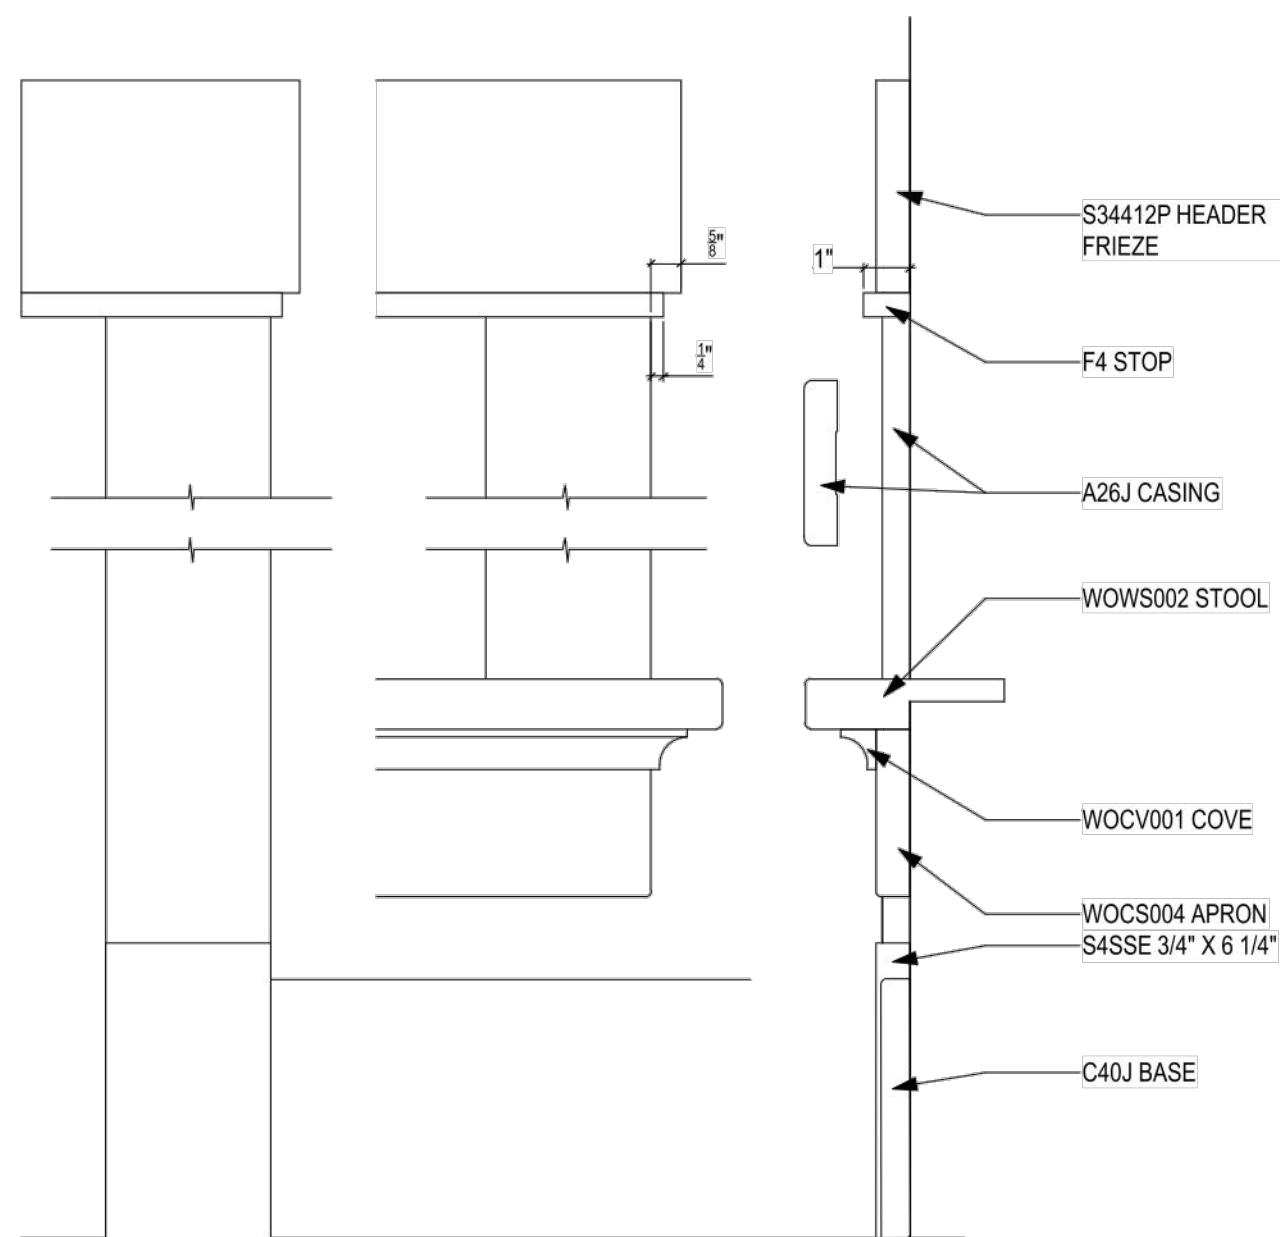 S34412P HEADER
FRIEZE
5/8"
1"
F4 STOP
1/4"
A26J CASING
WOWS002 STOOL
WOCV001 COVE
WOCS004 APRON
S4SSE 3/4" X 6 1/4"
C40J BASE